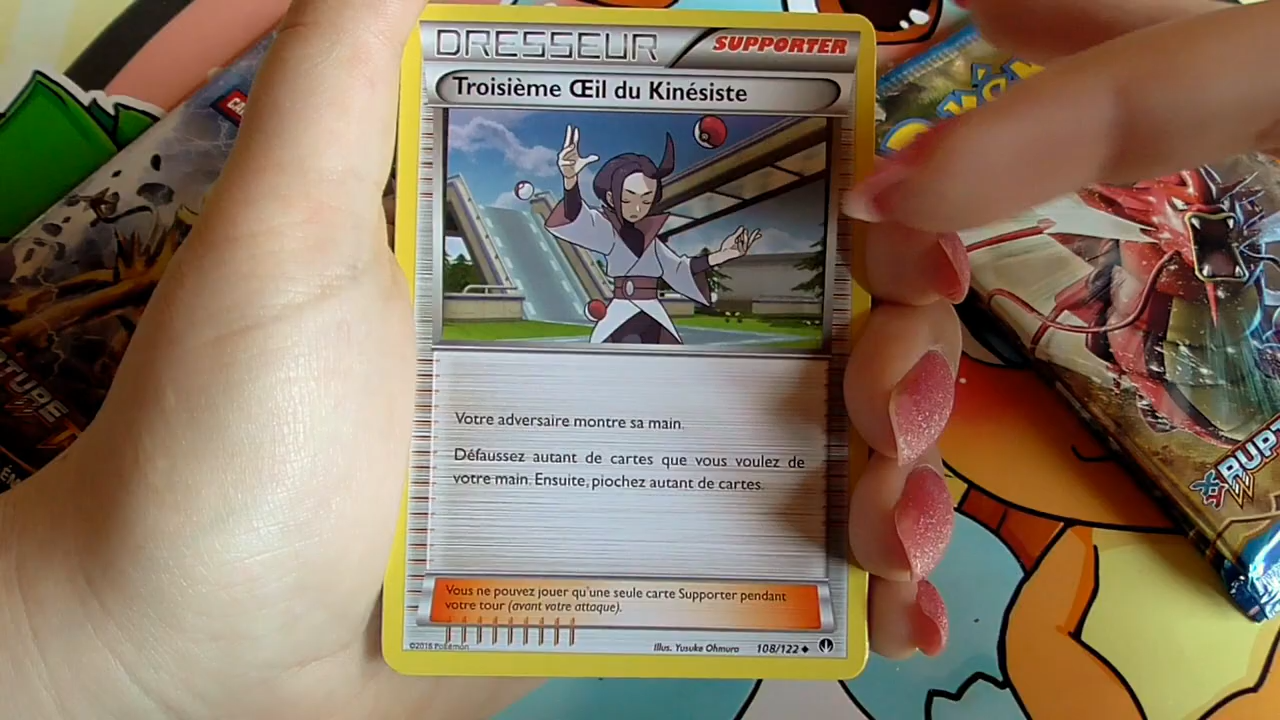 DRESSEUR SUPPORTER
Troisième Œil du Kinésiste
Votre adversaire montre sa main.
Défaussez autant de cartes que vous voulez de
votre main. Ensuite, piochez autant de cartes.
Vous ne pouvez jouer qu'une seule carte Supporter pendant
votre tour (avant votre attaque).
©2016 Pokémon
Illus. Yusuke Ohmura 108/122